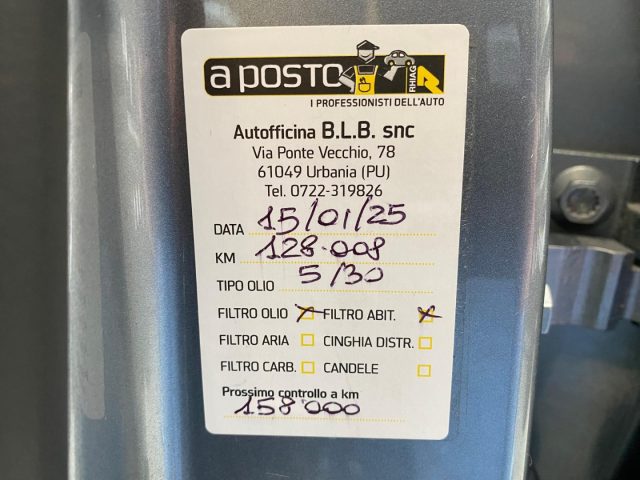 a posto
RHIAG
I PROFESSIONISTI DELL'AUTO
Autofficina B.L.B. snc
Via Ponte Vecchio, 78
61049 Urbania (PU)
Tel. 0722-319826
DATA 15/01/25
KM 128.008
TIPO OLIO 5/30
FILTRO OLIO FILTRO ABIT.
FILTRO ARIA CINGHIA DISTR.
FILTRO CARB. CANDELE
Prossimo controllo a km
158'000